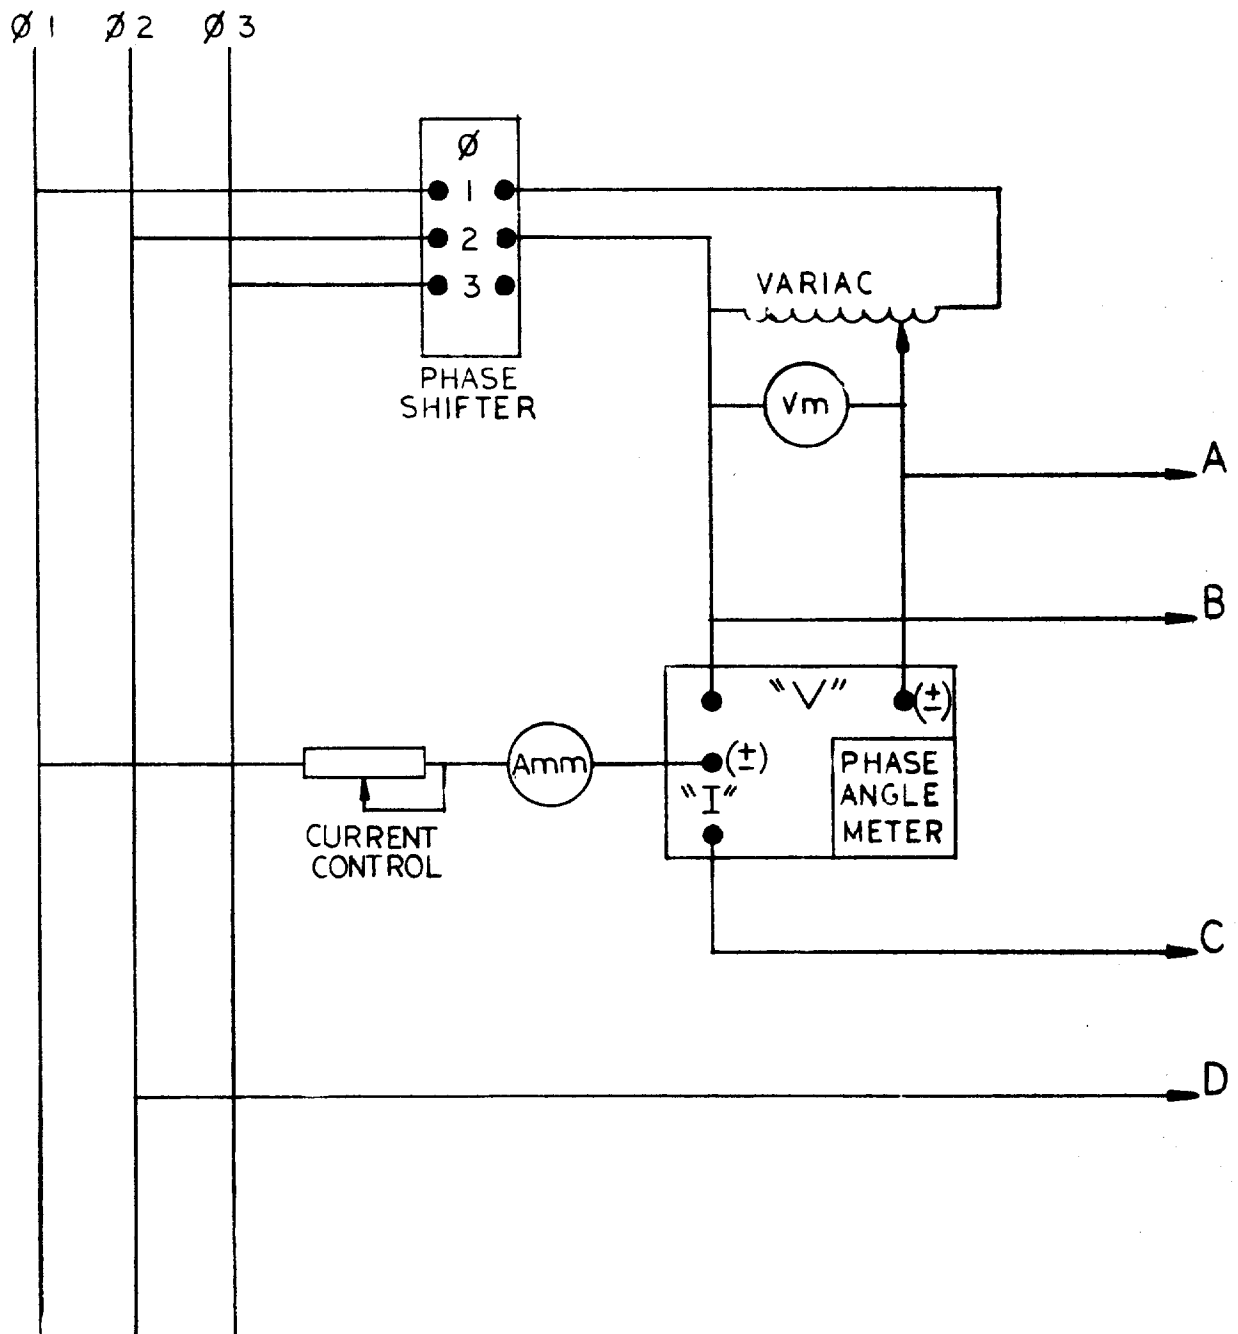 Ø 1 Ø 2 Ø 3
Ø
1
2
3
PHASE
SHIFTER
VARIAC
Vm
A
B
"V" (±)
Amm
(±)
"I"
PHASE
ANGLE
METER
CURRENT
CONTROL
C
D